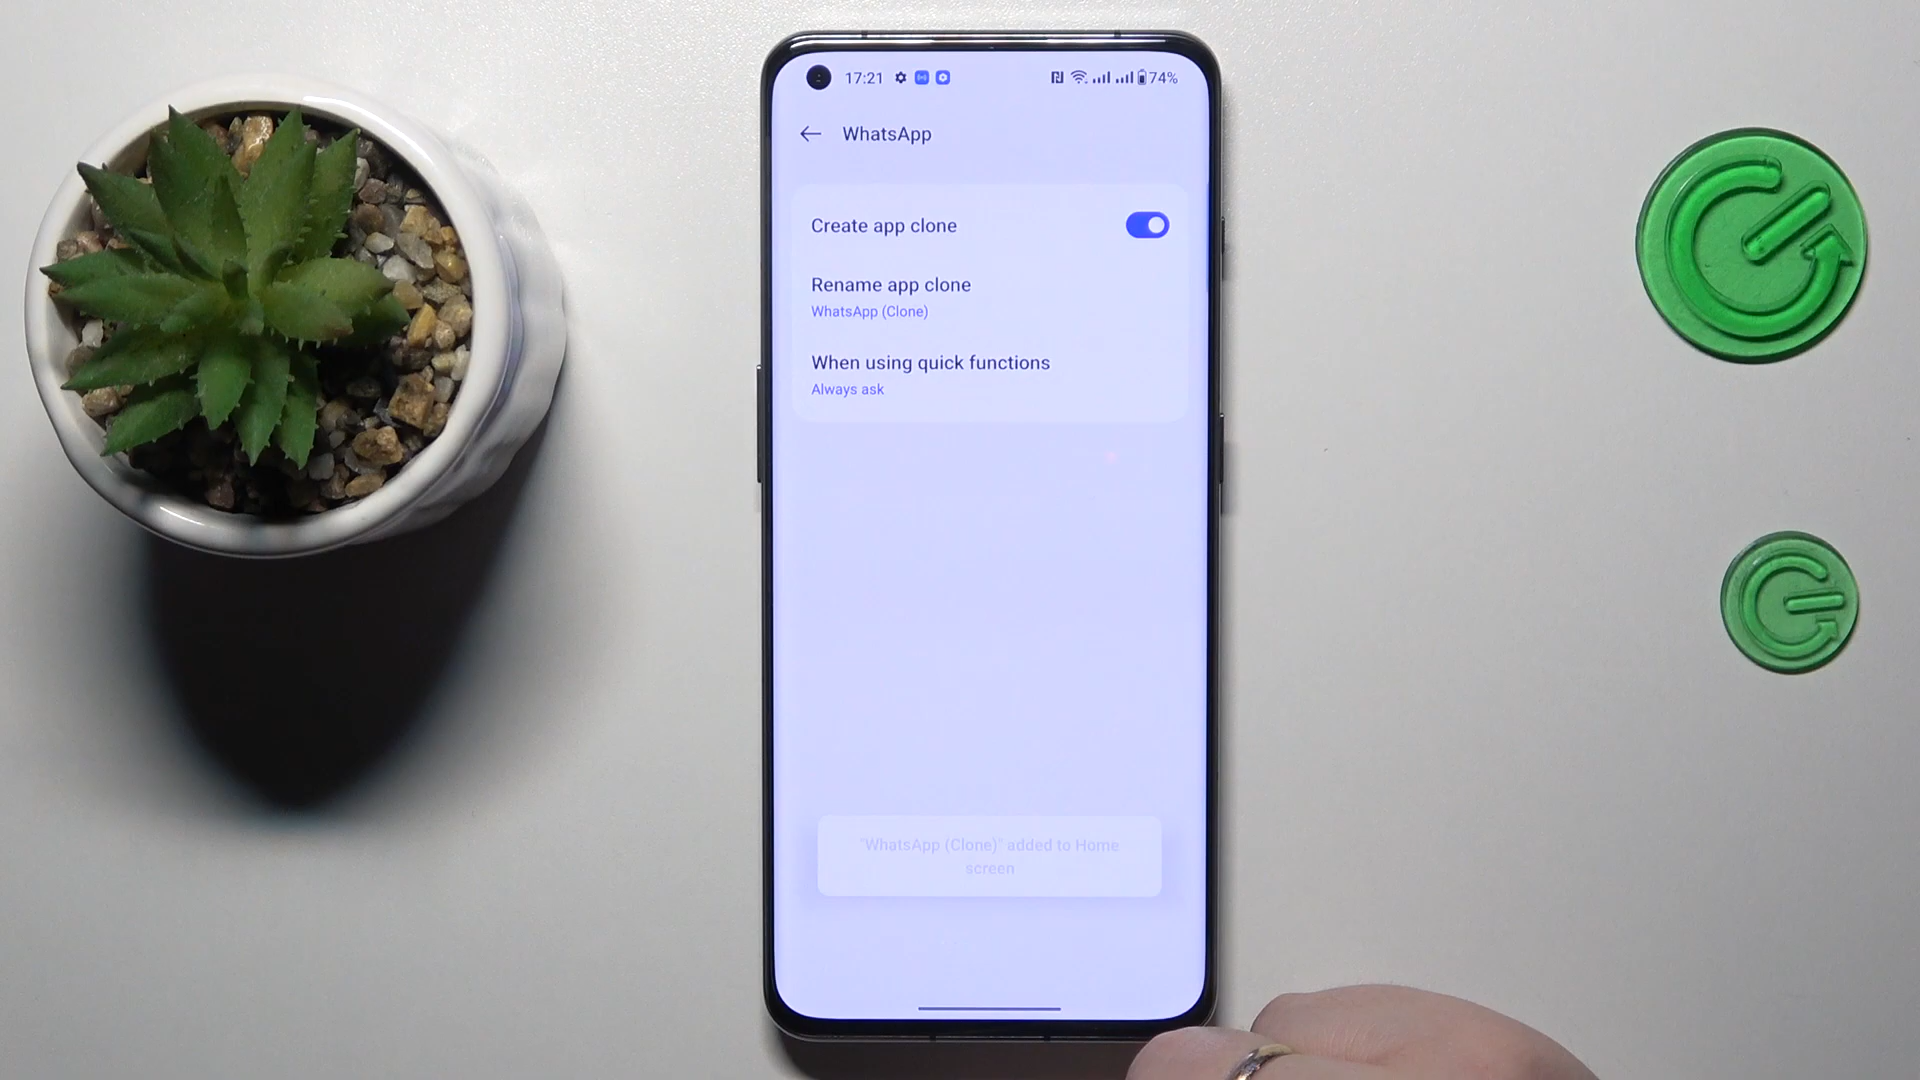 17:21
74%
WhatsApp
Create app clone
Rename app clone
WhatsApp (Clone)
When using quick functions
Always ask
"WhatsApp (Clone)" added to Home
screen